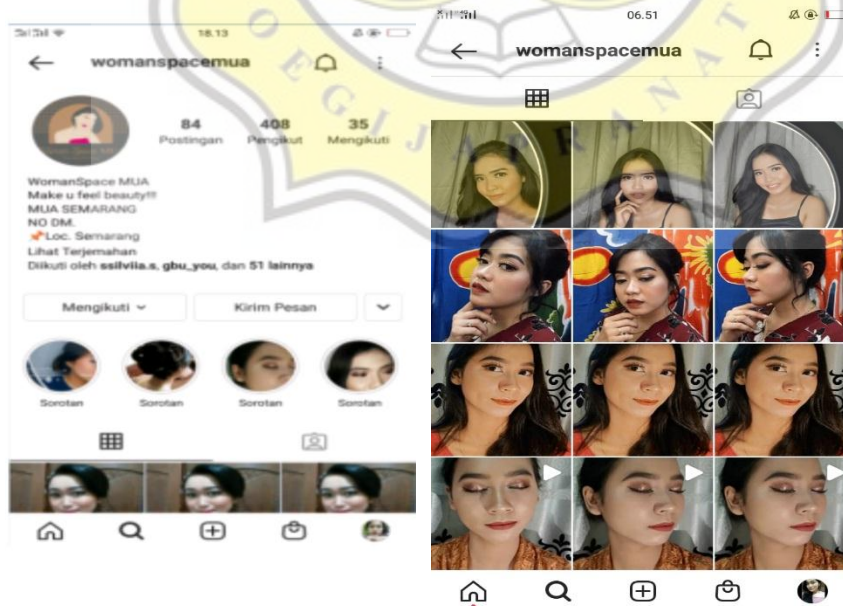 18.13
womanspacemua
84 408 35
Postingan Pengikut Mengikuti
WomanSpace MUA
Make u feel beauty!!!
MUA SEMARANG
NO DM.
📌Loc. Semarang
Lihat Terjemahan
Diikuti oleh ssilviia.s, gbu_you, dan 51 lainnya
Mengikuti Kirim Pesan
Sorotan Sorotan Sorotan Sorotan
06.51
womanspacemua
OEGIJAPRANAT